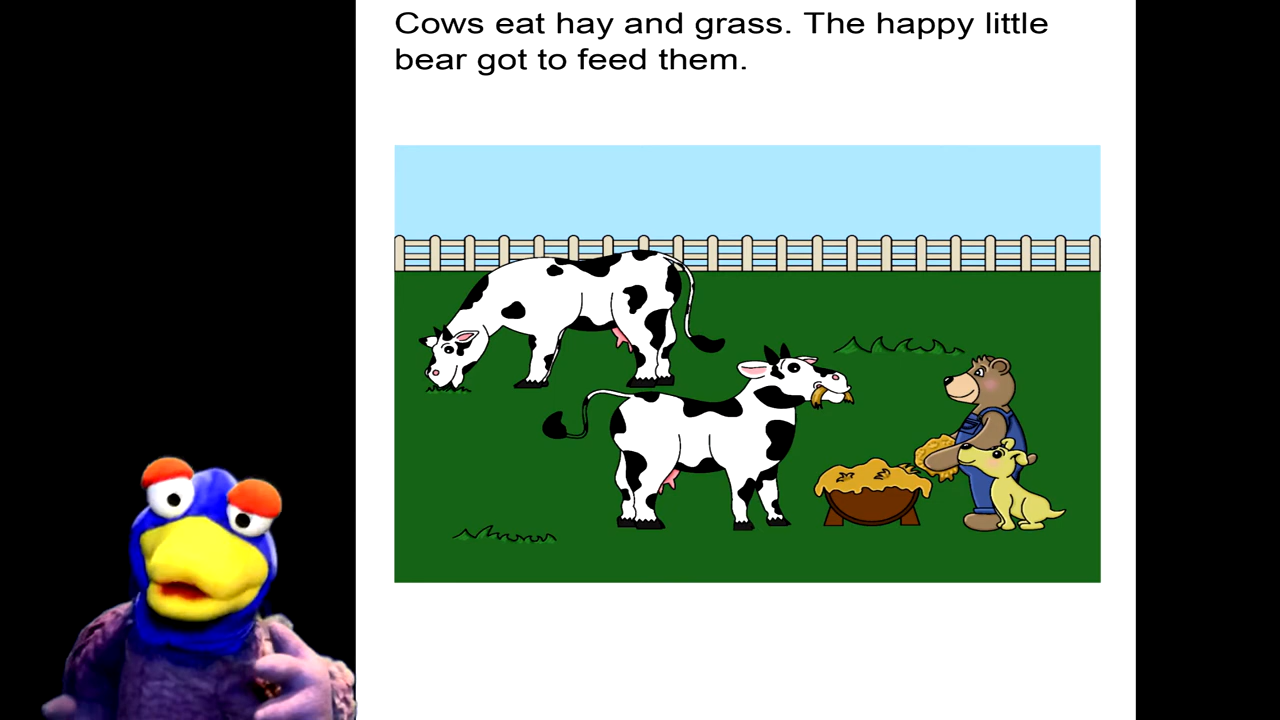 Cows eat hay and grass. The happy little
bear got to feed them.